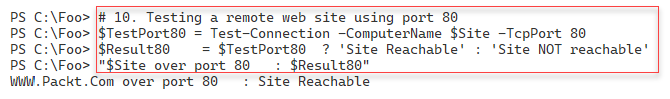 PS C:\Foo> # 10. Testing a remote web site using port 80
PS C:\Foo> $TestPort80 = Test-Connection -ComputerName $Site -TcpPort 80
PS C:\Foo> $Result80    = $TestPort80  ? 'Site Reachable' : 'Site NOT reachable'
PS C:\Foo> "$Site over port 80   : $Result80"
WWW.Packt.Com over port 80   : Site Reachable